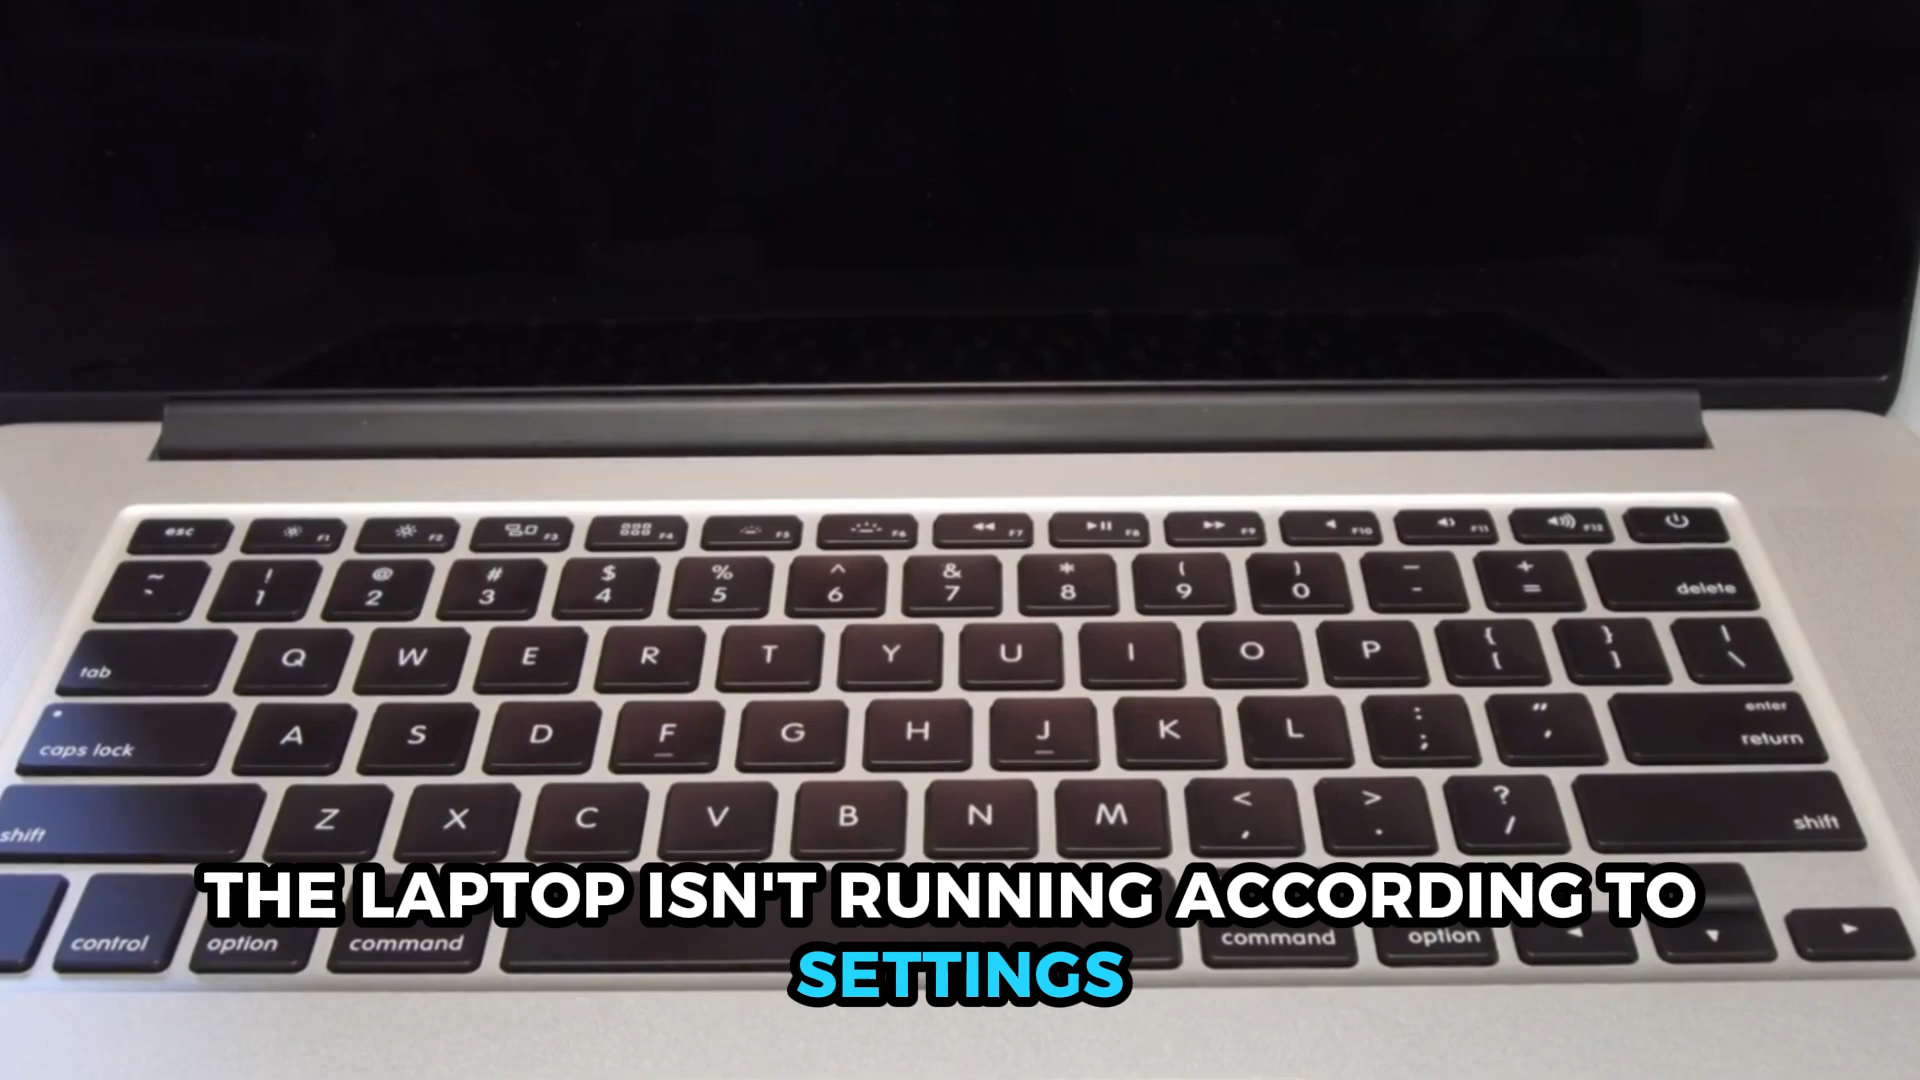 esc F1 F2 F3 F4 F5 F6 F7 F8 F9 F10 F11 F12
~ ! @ # $ % ^ & * ( ) — +
` 1 2 3 4 5 6 7 8 9 0 - = delete
tab Q W E R T Y U I O P { [ } ] | \
caps lock A S D F G H J K L : ; " ' enter return
shift Z X C V B N M < , > . ? / shift
THE LAPTOP ISN'T RUNNING ACCORDING TO
control option command command option
SETTINGS